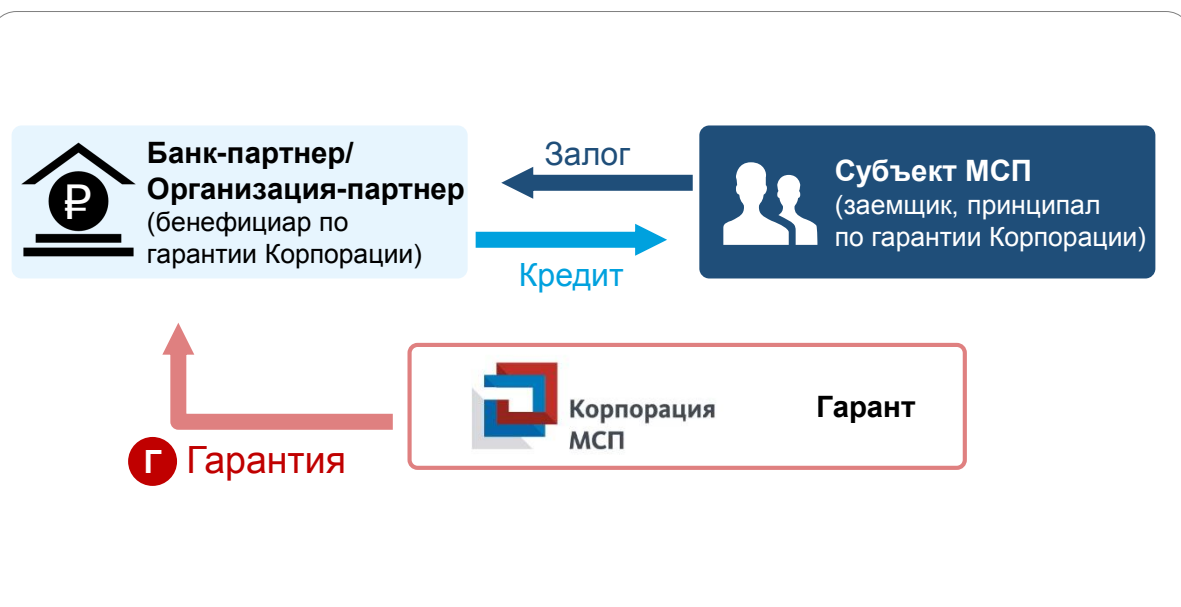 Банк-партнер/
Организация-партнер
(бенефициар по
гарантии Корпорации)
Залог
Кредит
Субъект МСП
(заемщик, принципал
по гарантии Корпорации)
Корпорация
МСП
Гарант
Г Гарантия